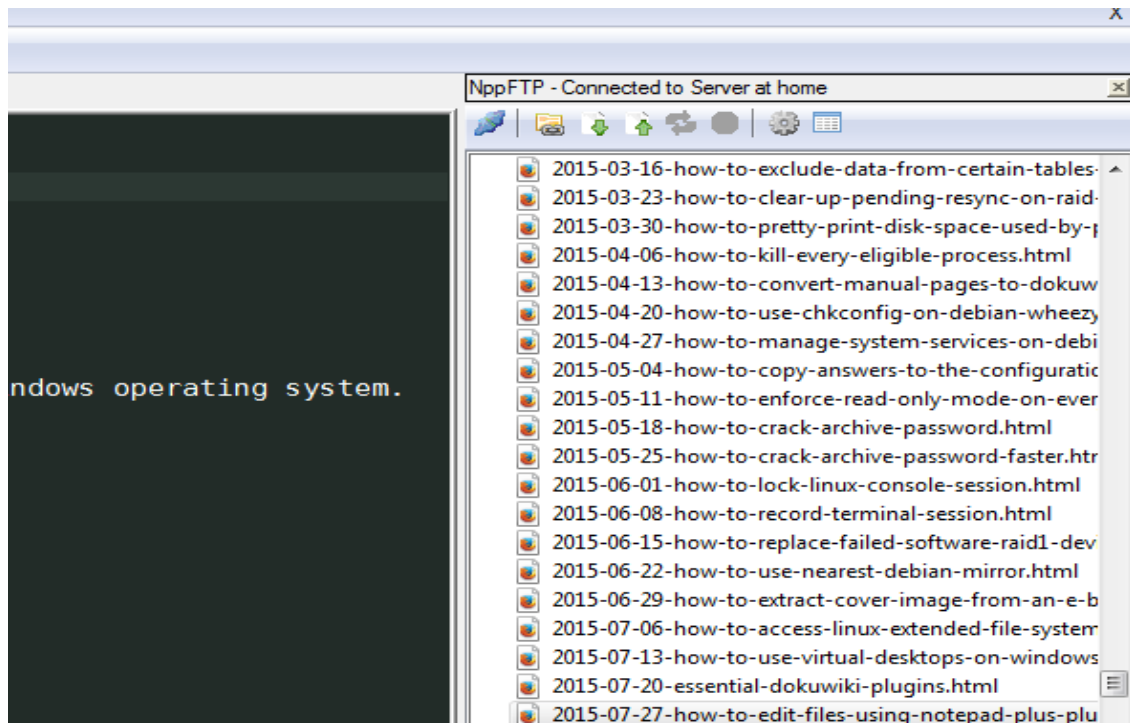 X
NppFTP - Connected to Server at home
2015-03-16-how-to-exclude-data-from-certain-tables-
2015-03-23-how-to-clear-up-pending-resync-on-raid-
2015-03-30-how-to-pretty-print-disk-space-used-by-p
2015-04-06-how-to-kill-every-eligible-process.html
2015-04-13-how-to-convert-manual-pages-to-dokuw
2015-04-20-how-to-use-chkconfig-on-debian-wheezy
2015-04-27-how-to-manage-system-services-on-debi
2015-05-04-how-to-copy-answers-to-the-configuratic
ndows operating system.
2015-05-11-how-to-enforce-read-only-mode-on-ever
2015-05-18-how-to-crack-archive-password.html
2015-05-25-how-to-crack-archive-password-faster.htr
2015-06-01-how-to-lock-linux-console-session.html
2015-06-08-how-to-record-terminal-session.html
2015-06-15-how-to-replace-failed-software-raid1-dev
2015-06-22-how-to-use-nearest-debian-mirror.html
2015-06-29-how-to-extract-cover-image-from-an-e-b
2015-07-06-how-to-access-linux-extended-file-system
2015-07-13-how-to-use-virtual-desktops-on-windows
2015-07-20-essential-dokuwiki-plugins.html
2015-07-27-how-to-edit-files-using-notepad-plus-plu